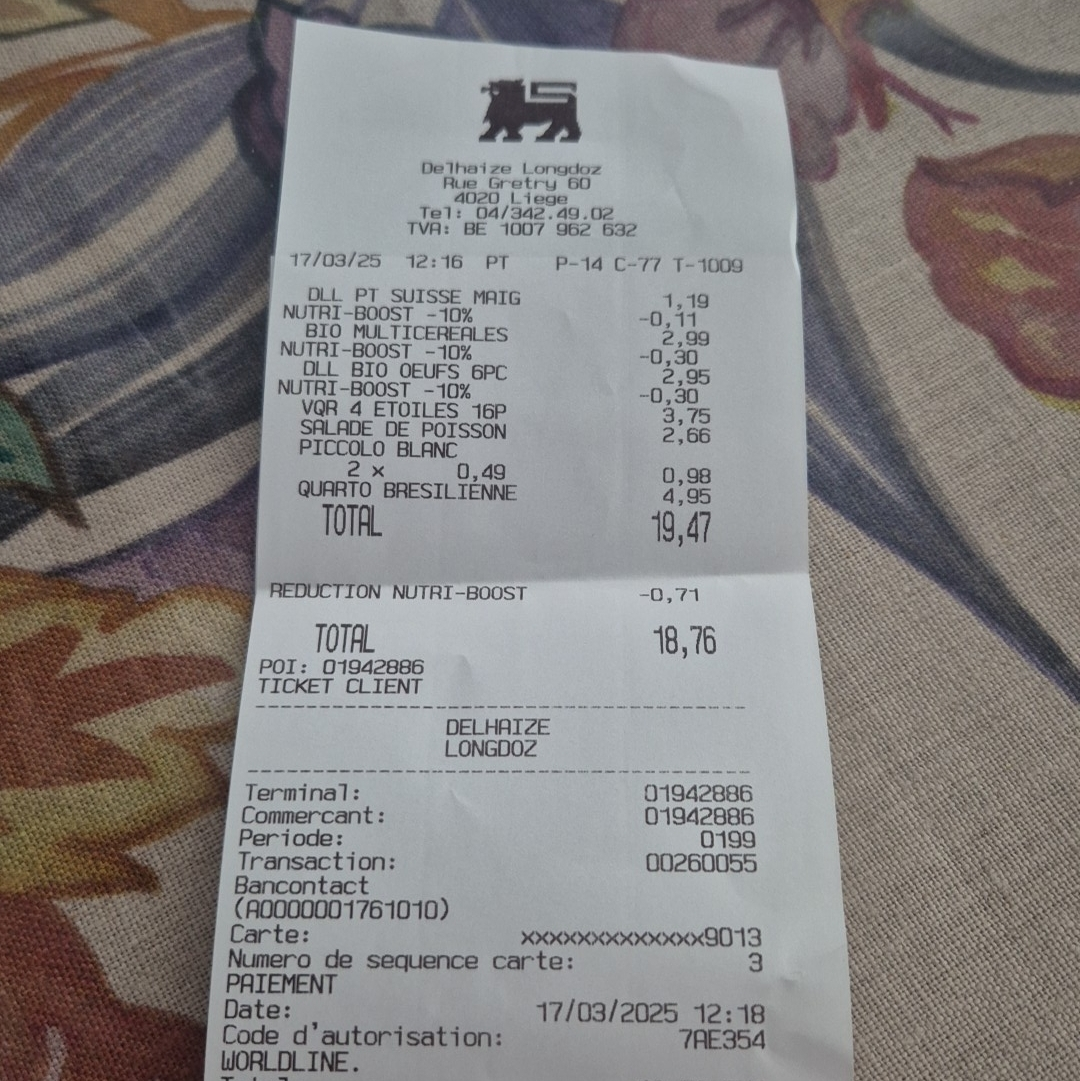 Delhaize Longdoz
Rue Gretry 60
4020 Liege
Tel: 04/342.49.02
TVA: BE 1007 962 632
17/03/25 12:16 PT P-14 C-77 T-1009
DLL PT SUISSE MAIG 1,19
NUTRI-BOOST -10% -0,11
BIO MULTICEREALES 2,99
NUTRI-BOOST -10% -0,30
DLL BIO OEUFS 6PC 2,95
NUTRI-BOOST -10% -0,30
VQR 4 ETOILES 16P 3,75
SALADE DE POISSON 2,66
PICCOLO BLANC
2 x 0,49 0,98
QUARTO BRESILIENNE 4,95
TOTAL 19,47
REDUCTION NUTRI-BOOST -0,71
TOTAL 18,76
POI: 01942886
TICKET CLIENT
DELHAIZE
LONGDOZ
Terminal: 01942886
Commercant: 01942886
Periode: 0199
Transaction: 00260055
Bancontact
(A0000001761010)
Carte: xxxxxxxxxxxxx9013
Numero de sequence carte: 3
PAIEMENT
Date: 17/03/2025 12:18
Code d'autorisation: 7AE354
WORLDLINE.